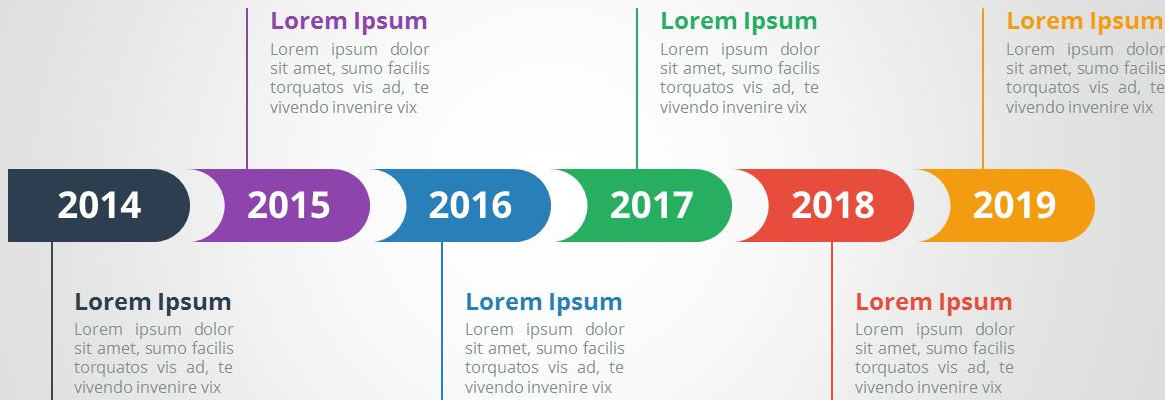 Lorem Ipsum
Lorem ipsum dolor
sit amet, sumo facilis
torquatos vis ad, te
vivendo invenire vix
Lorem Ipsum
Lorem ipsum dolor
sit amet, sumo facilis
torquatos vis ad, te
vivendo invenire vix
Lorem Ipsum
Lorem ipsum dolor
sit amet, sumo facilis
torquatos vis ad, te
vivendo invenire vix
2014
2015
2016
2017
2018
2019
Lorem Ipsum
Lorem ipsum dolor
sit amet, sumo facilis
torquatos vis ad, te
vivendo invenire vix
Lorem Ipsum
Lorem ipsum dolor
sit amet, sumo facilis
torquatos vis ad, te
vivendo invenire vix
Lorem Ipsum
Lorem ipsum dolor
sit amet, sumo facilis
torquatos vis ad, te
vivendo invenire vix